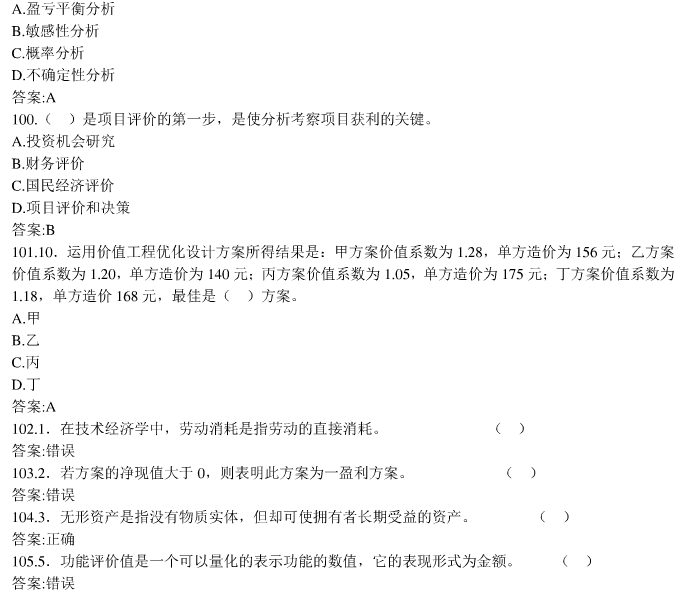 A.盈亏平衡分析
B.敏感性分析
C.概率分析
D.不确定性分析
答案:A
100.（　）是项目评价的第一步，是使分析考察项目获利的关键。
A.投资机会研究
B.财务评价
C.国民经济评价
D.项目评价和决策
答案:B
101.10．运用价值工程优化设计方案所得结果是：甲方案价值系数为 1.28，单方造价为 156 元；乙方案
价值系数为 1.20，单方造价为 140 元；丙方案价值系数为 1.05，单方造价为 175 元；丁方案价值系数为
1.18，单方造价 168 元，最佳是（　）方案。
A.甲
B.乙
C.丙
D.丁
答案:A
102.1．在技术经济学中，劳动消耗是指劳动的直接消耗。 （　）
答案:错误
103.2．若方案的净现值大于 0，则表明此方案为一盈利方案。 （　）
答案:错误
104.3．无形资产是指没有物质实体，但却可使拥有者长期受益的资产。 （　）
答案:正确
105.5．功能评价值是一个可以量化的表示功能的数值，它的表现形式为金额。 （　）
答案:错误